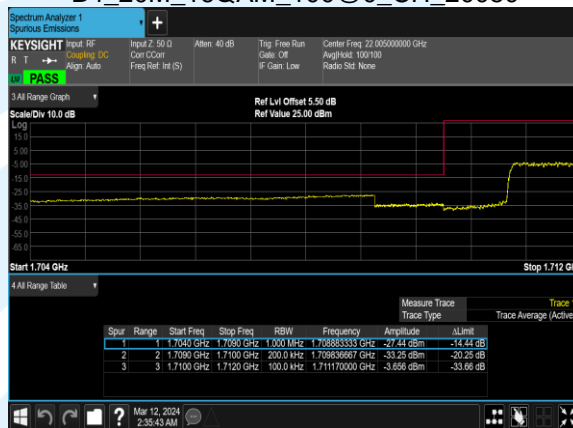 Spectrum Analyzer 1
Spurious Emissions
KEYSIGHT
Input: RF
Input Z: 50 Ω
Atten: 40 dB
Trig: Free Run
Center Freq: 22.005000000 GHz
R T
Coupling: DC
Corr CCorr
Gate: Off
Avg|Hold: 100/100
Align: Auto
Freq Ref: Int (S)
IF Gain: Low
Radio Std: None
PASS
3 All Range Graph
Ref Lvl Offset 5.50 dB
Scale/Div 10.0 dB
Ref Value 25.00 dBm
Log
15.0
5.00
-5.00
-15.0
-25.0
-35.0
-45.0
-55.0
-65.0
Start 1.704 GHz
Stop 1.712 G
4 All Range Table
Measure Trace
Trace
Trace Type
Trace Average (Active
Spur Range Start Freq Stop Freq RBW Frequency Amplitude ΔLimit
1 1 1.7040 GHz 1.7090 GHz 1.000 MHz 1.708883333 GHz -27.44 dBm -14.44 dB
2 2 1.7090 GHz 1.7100 GHz 200.0 kHz 1.709836667 GHz -33.25 dBm -20.25 dB
3 3 1.7100 GHz 1.7120 GHz 100.0 kHz 1.711170000 GHz -3.656 dBm -33.66 dB
?
Mar 12, 2024
2:35:43 AM